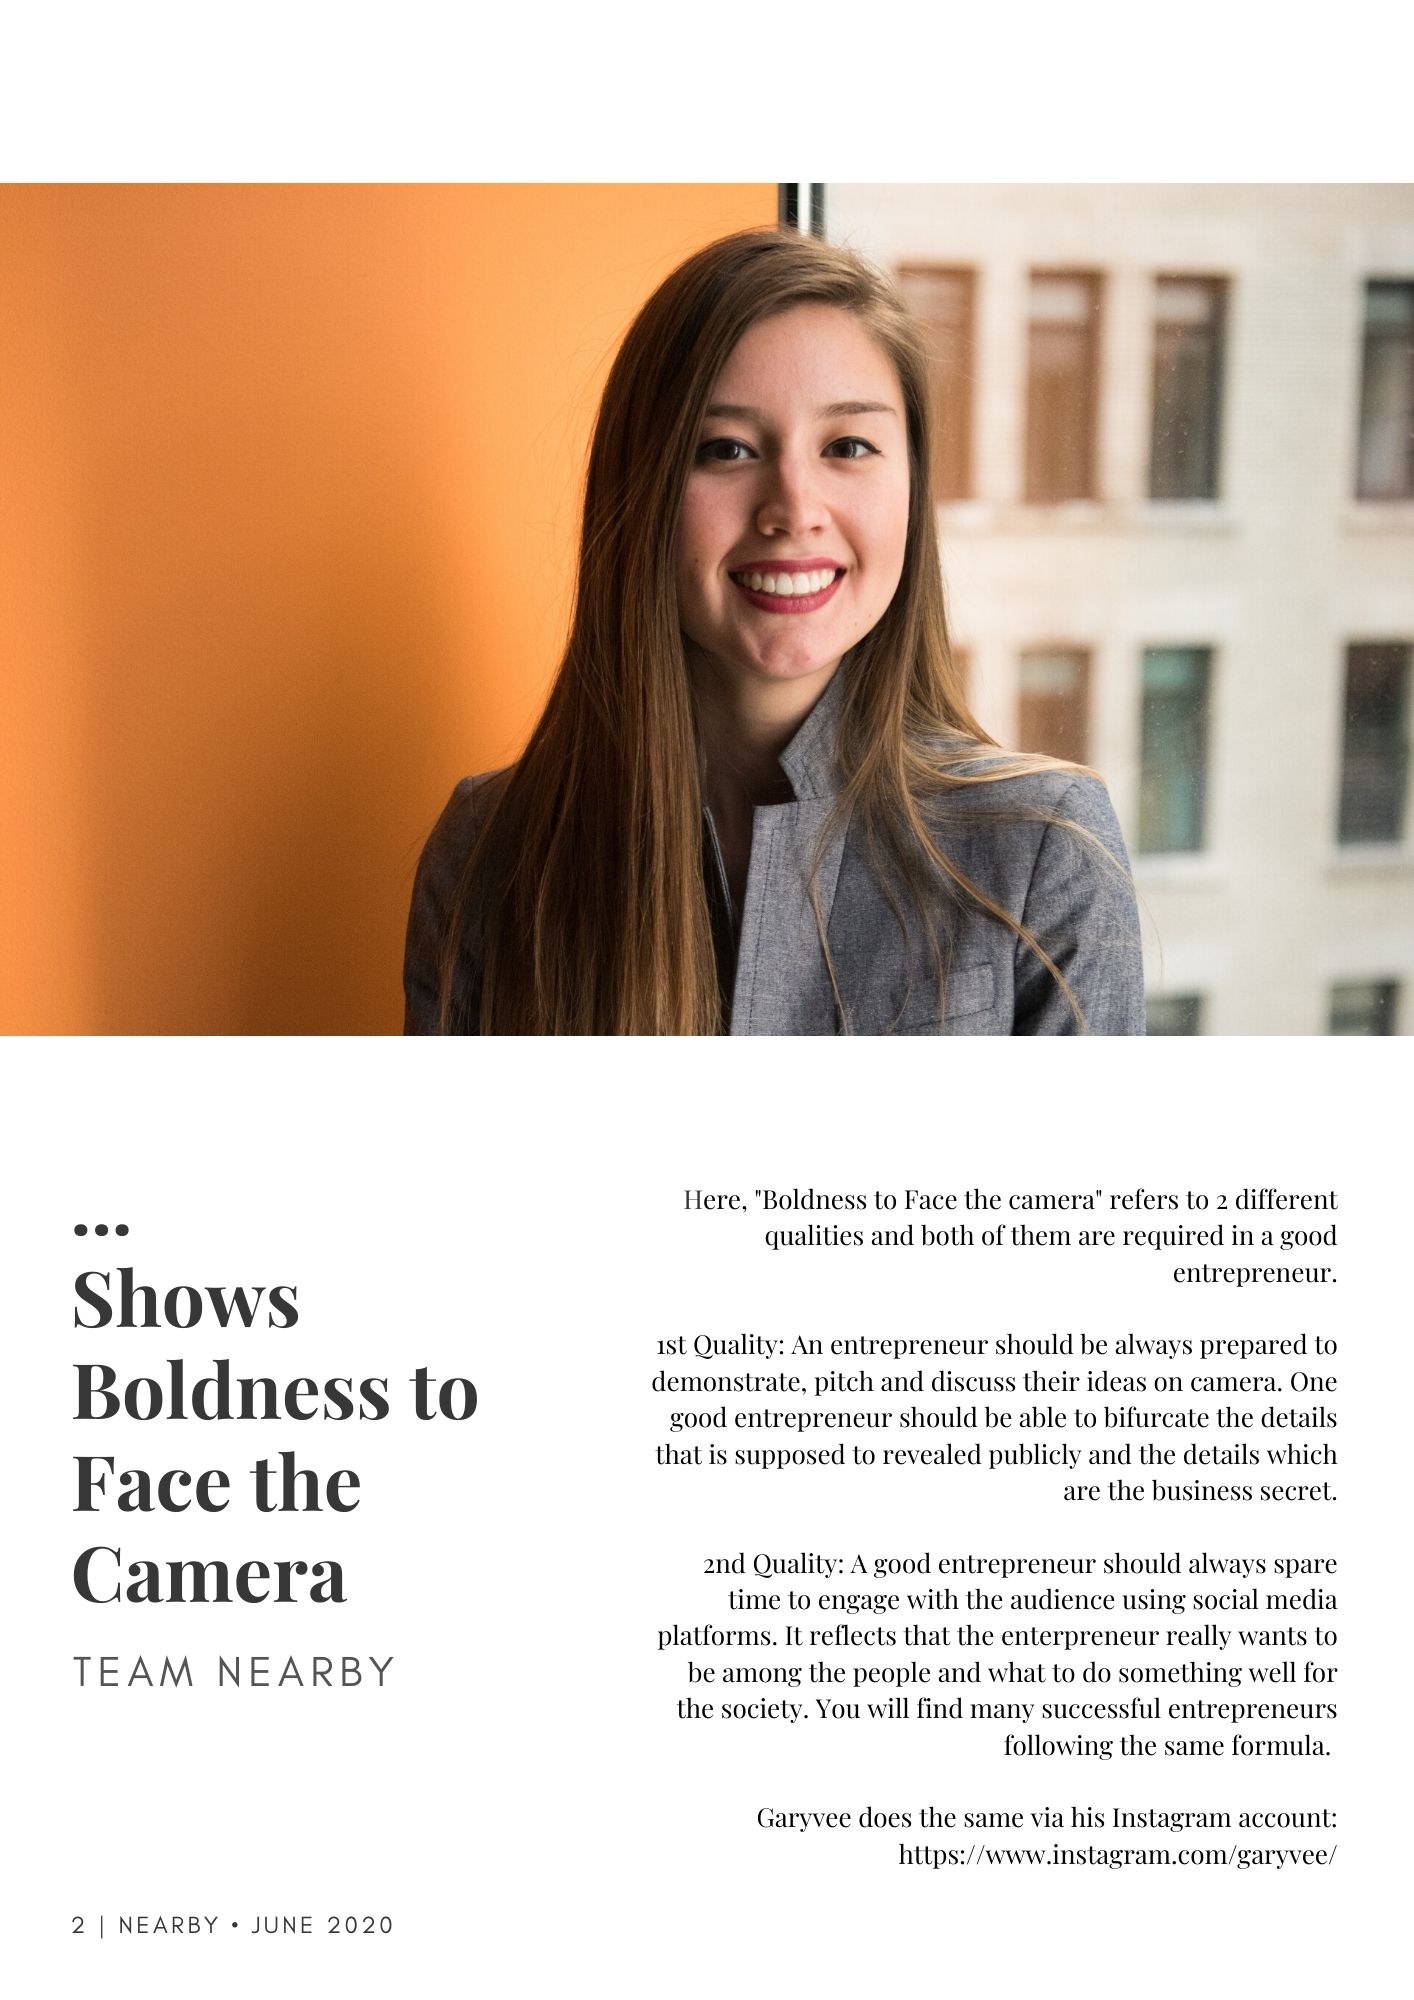 ...
Shows
Boldness to
Face the
Camera
TEAM NEARBY
Here, "Boldness to Face the camera" refers to 2 different
qualities and both of them are required in a good
entrepreneur.
1st Quality: An entrepreneur should be always prepared to
demonstrate, pitch and discuss their ideas on camera. One
good entrepreneur should be able to bifurcate the details
that is supposed to revealed publicly and the details which
are the business secret.
2nd Quality: A good entrepreneur should always spare
time to engage with the audience using social media
platforms. It reflects that the enterpreneur really wants to
be among the people and what to do something well for
the society. You will find many successful entrepreneurs
following the same formula.
Garyvee does the same via his Instagram account:
https://www.instagram.com/garyvee/
2 | NEARBY • JUNE 2020